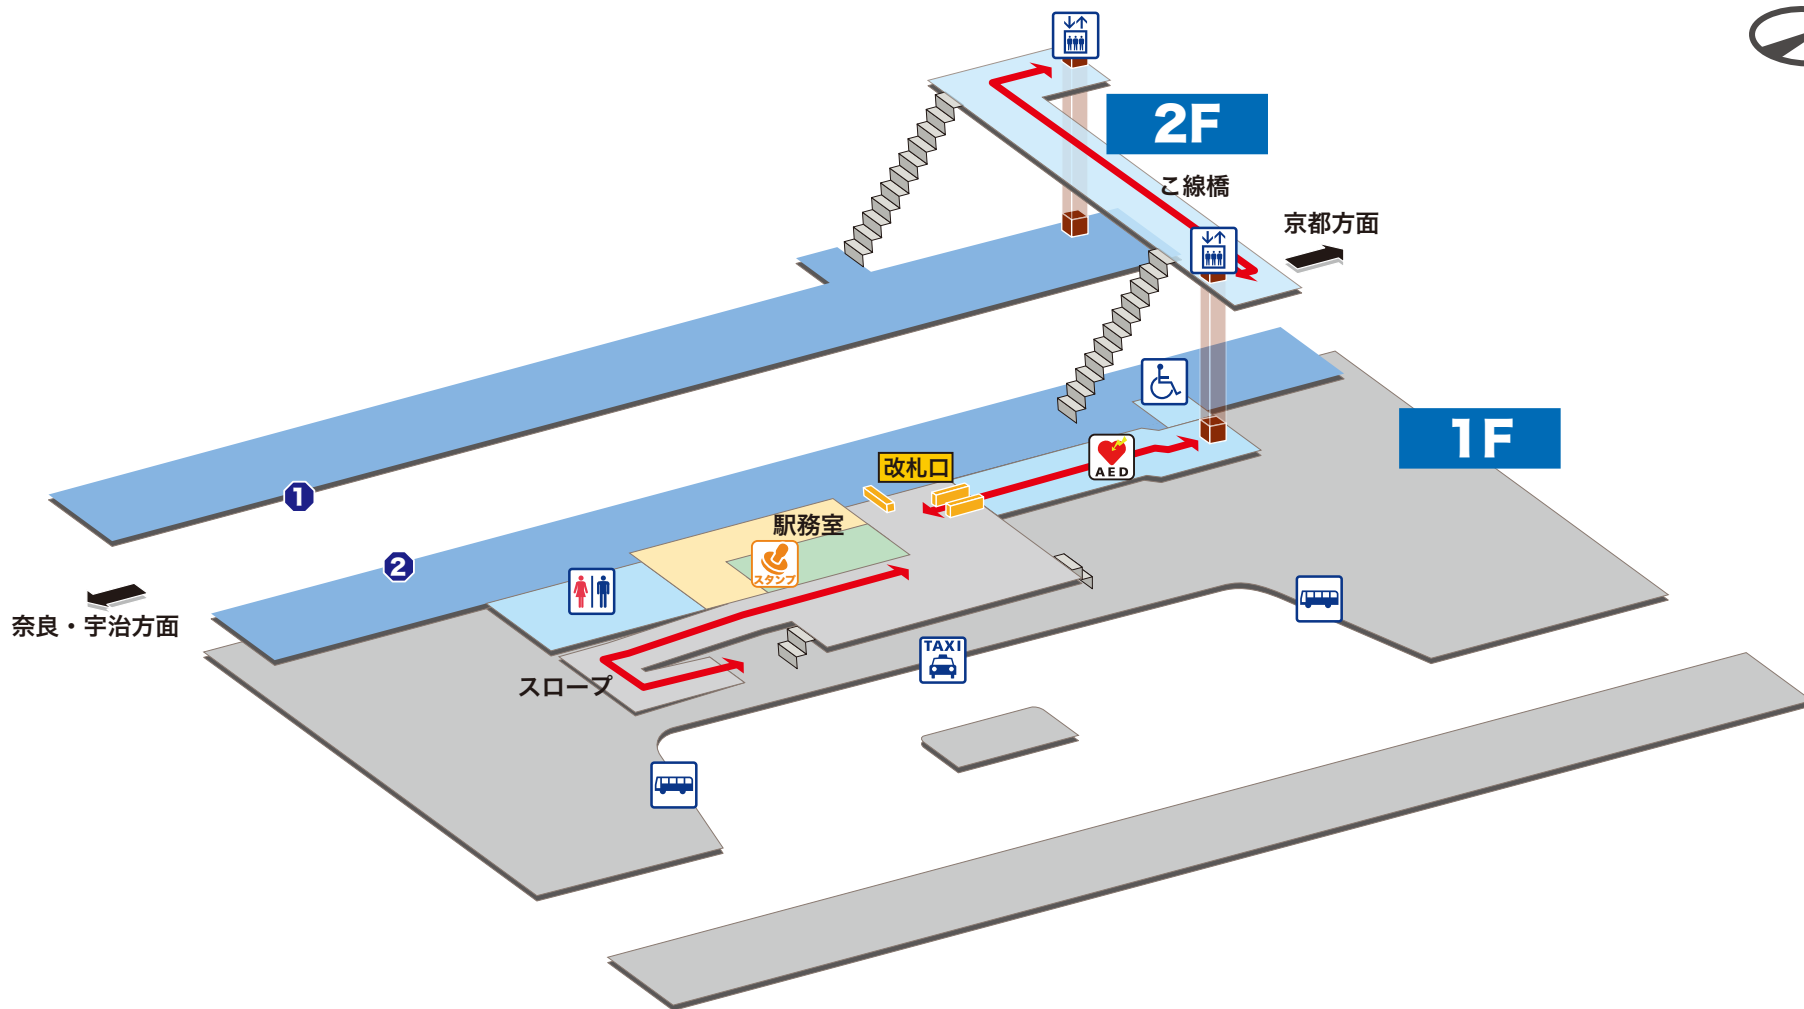 2F
こ線橋
京都方面
1F
1
改札口
AED
駅務室
スタンプ
2
奈良・宇治方面
スロープ
TAXI